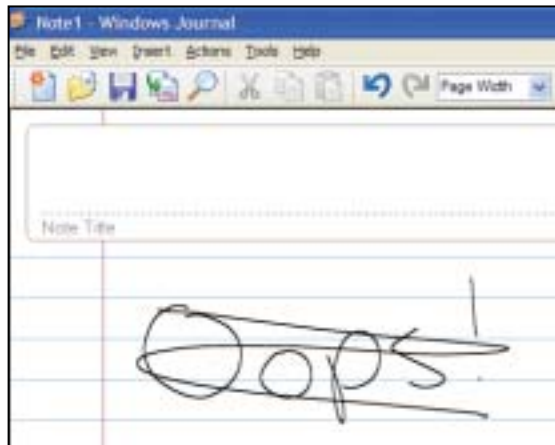 Note1 - Windows Journal
File Edit View Insert Actions Tools Help
Page Width
Note Title
Oops!